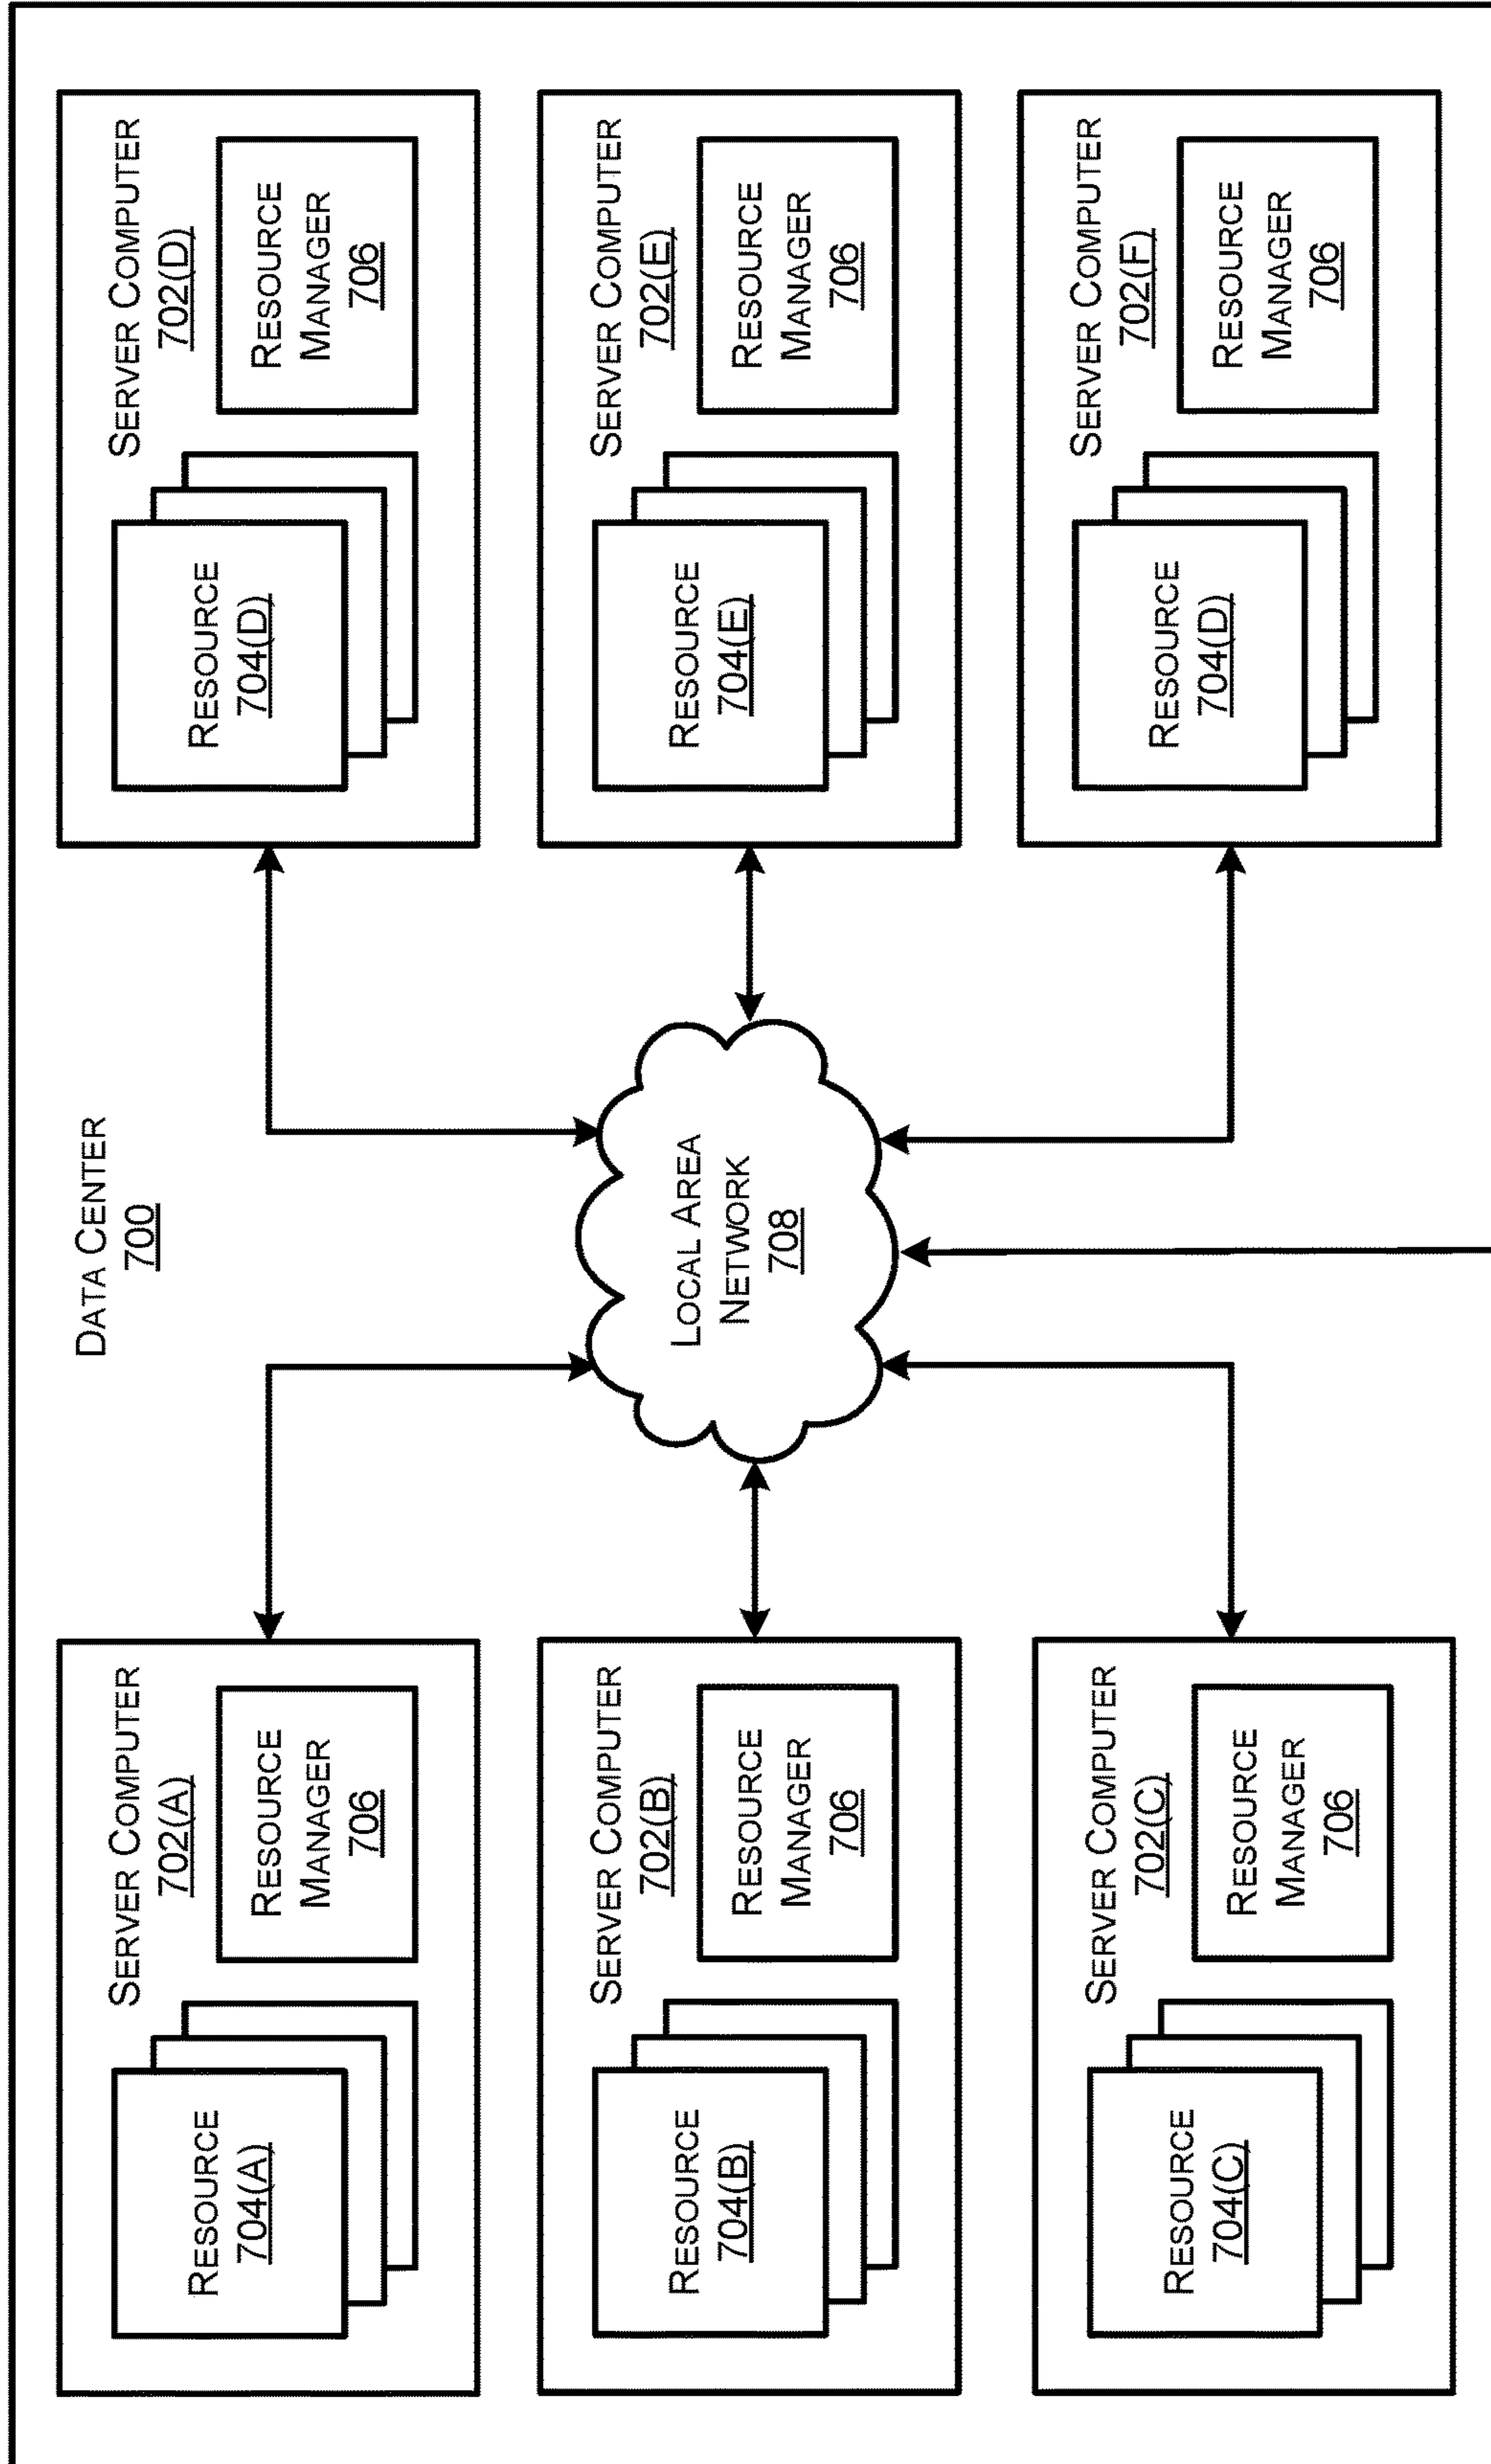 DATA CENTER
700
SERVER COMPUTER
702(A)
RESOURCE
704(A)
RESOURCE
MANAGER
706
SERVER COMPUTER
702(B)
RESOURCE
704(B)
RESOURCE
MANAGER
706
SERVER COMPUTER
702(C)
RESOURCE
704(C)
RESOURCE
MANAGER
706
LOCAL AREA
NETWORK
708
SERVER COMPUTER
702(D)
RESOURCE
704(D)
RESOURCE
MANAGER
706
SERVER COMPUTER
702(E)
RESOURCE
704(E)
RESOURCE
MANAGER
706
SERVER COMPUTER
702(F)
RESOURCE
704(D)
RESOURCE
MANAGER
706